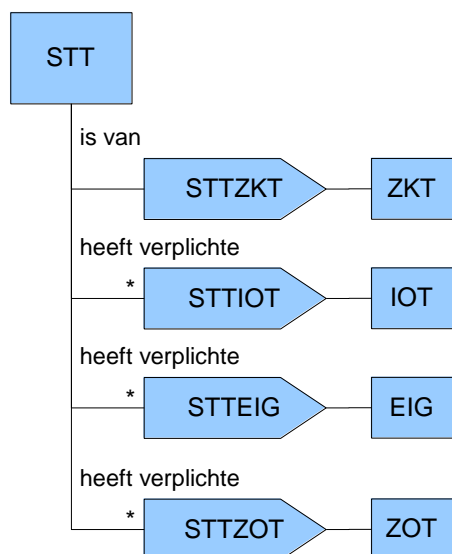 STT
is van
STTZKT ZKT
heeft verplichte
* STTIOT IOT
heeft verplichte
* STTEIG EIG
heeft verplichte
* STTZOT ZOT